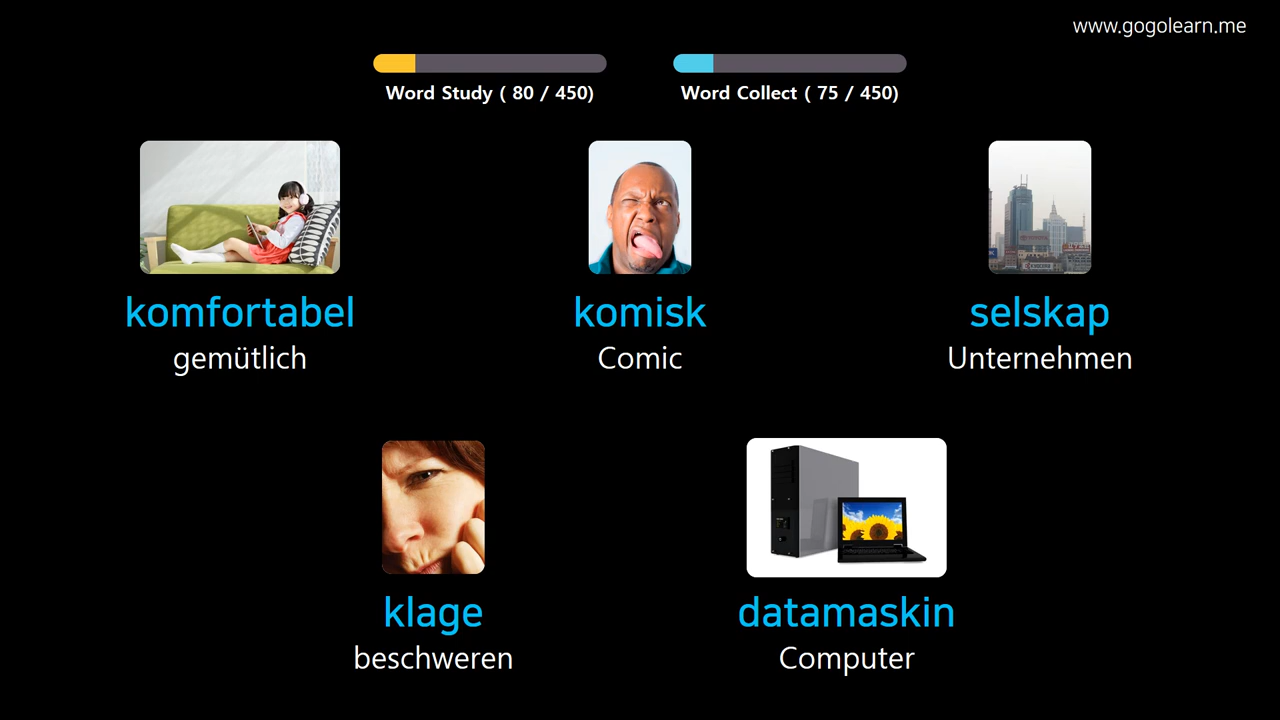 www.gogolearn.me
Word Study ( 80 / 450)
Word Collect ( 75 / 450)
komfortabel
gemütlich
komisk
Comic
selskap
Unternehmen
klage
beschweren
datamaskin
Computer